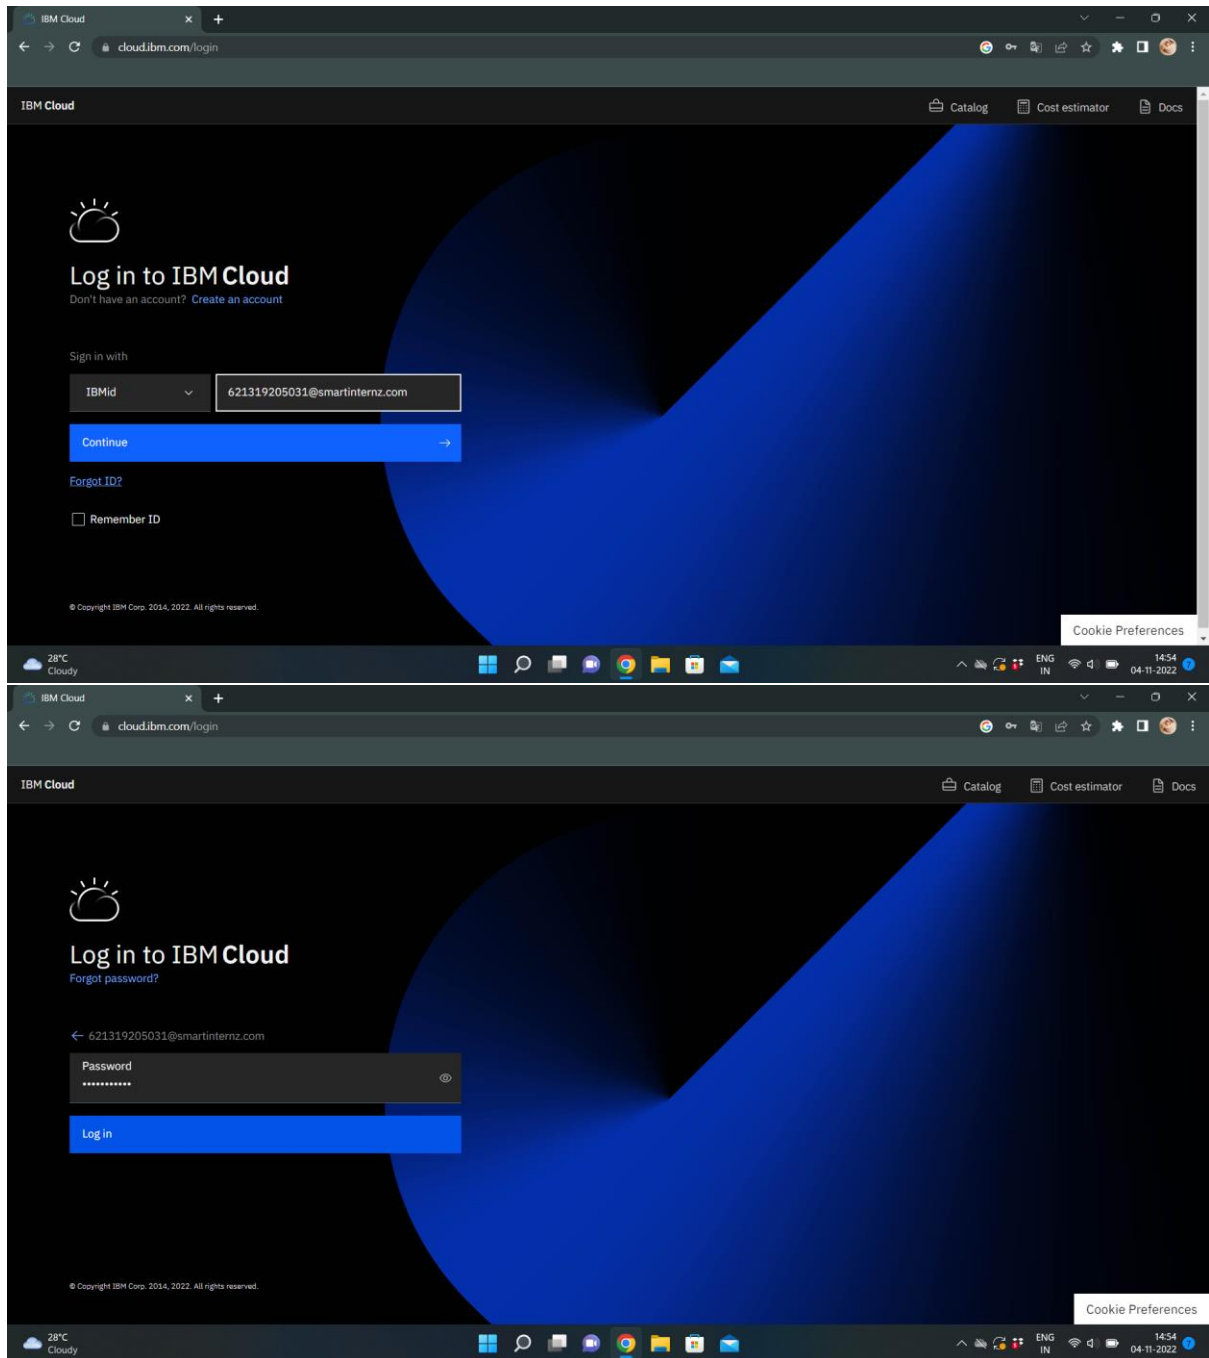 IBM Cloud
cloud.ibm.com/login
IBM Cloud
Catalog
Cost estimator
Docs
Log in to IBM Cloud
Don't have an account? Create an account
Sign in with
IBMid
621319205031@smartinternz.com
Continue
Forgot ID?
Remember ID
© Copyright IBM Corp. 2014, 2022. All rights reserved.
Cookie Preferences
28°C
Cloudy
ENG
IN
14:54
04-11-2022
7
IBM Cloud
cloud.ibm.com/login
IBM Cloud
Catalog
Cost estimator
Docs
Log in to IBM Cloud
Forgot password?
621319205031@smartinternz.com
Password
Log in
© Copyright IBM Corp. 2014, 2022. All rights reserved.
Cookie Preferences
28°C
Cloudy
ENG
IN
14:54
04-11-2022
7